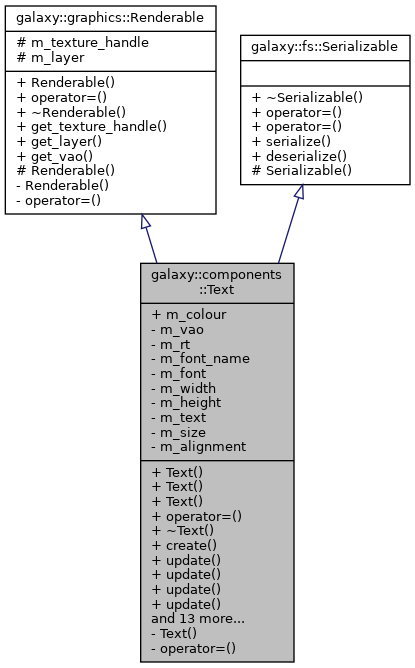 galaxy::graphics::Renderable
# m_texture_handle
# m_layer
+ Renderable()
+ operator=()
+ ~Renderable()
+ get_texture_handle()
+ get_layer()
+ get_vao()
# Renderable()
- Renderable()
- operator=()
galaxy::fs::Serializable
+ ~Serializable()
+ operator=()
+ operator=()
+ serialize()
+ deserialize()
# Serializable()
galaxy::components
::Text
+ m_colour
- m_vao
- m_rt
- m_font_name
- m_font
- m_width
- m_height
- m_text
- m_size
- m_alignment
+ Text()
+ Text()
+ Text()
+ operator=()
+ ~Text()
+ create()
+ update()
+ update()
+ update()
+ update()
and 13 more...
- Text()
- operator=()